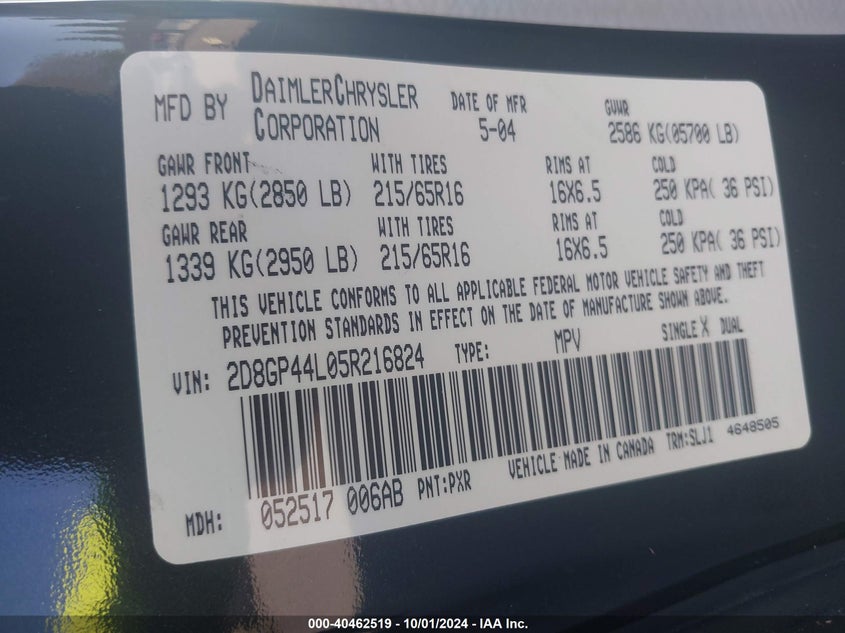 MFD BY DAIMLERCHRYSLER CORPORATION DATE OF MFR 5-04 GVWR 2586 KG(05700 LB)
GAWR FRONT WITH TIRES RIMS AT COLD
1293 KG(2850 LB) 215/65R16 16X6.5 250 KPA( 36 PSI)
GAWR REAR WITH TIRES RIMS AT COLD
1339 KG(2950 LB) 215/65R16 16X6.5 250 KPA( 36 PSI)
THIS VEHICLE CONFORMS TO ALL APPLICABLE FEDERAL MOTOR VEHICLE SAFETY AND THEFT
PREVENTION STANDARDS IN EFFECT ON THE DATE OF MANUFACTURE SHOWN ABOVE.
VIN: 2D8GP44L05R216824 TYPE: MPV SINGLE X DUAL
MDH: 052517 006AB PNT:PXR VEHICLE MADE IN CANADA TRM:SLJ1 4648505
000-40462519 - 10/01/2024 - IAA Inc.